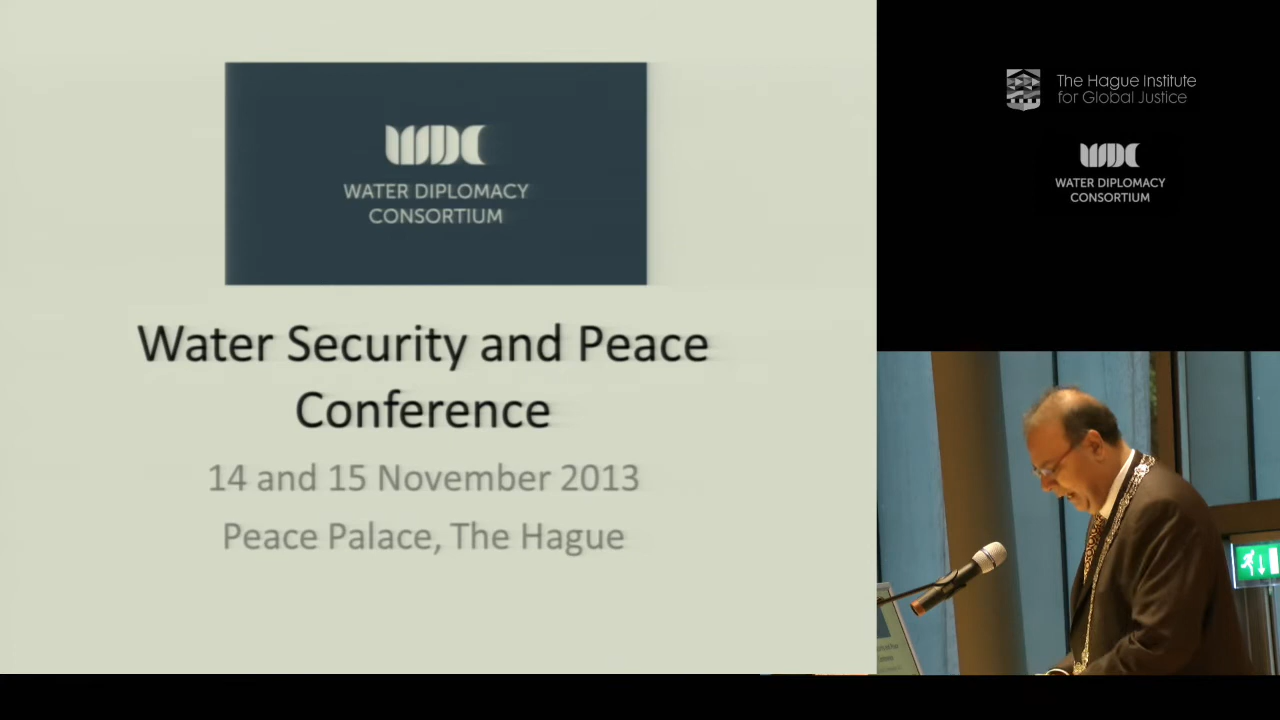 WDC
WATER DIPLOMACY
CONSORTIUM
Water Security and Peace
Conference
14 and 15 November 2013
Peace Palace, The Hague
The Hague Institute
for Global Justice
WDC
WATER DIPLOMACY
CONSORTIUM